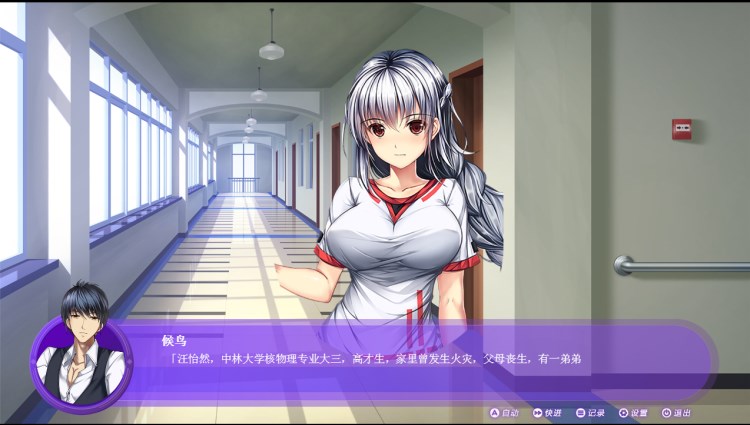 候鸟
「汪怡然，中林大学核物理专业大三，高才生，家里曾发生火灾，父母丧生，有一弟弟
A 自动 快进 记录 设置 退出